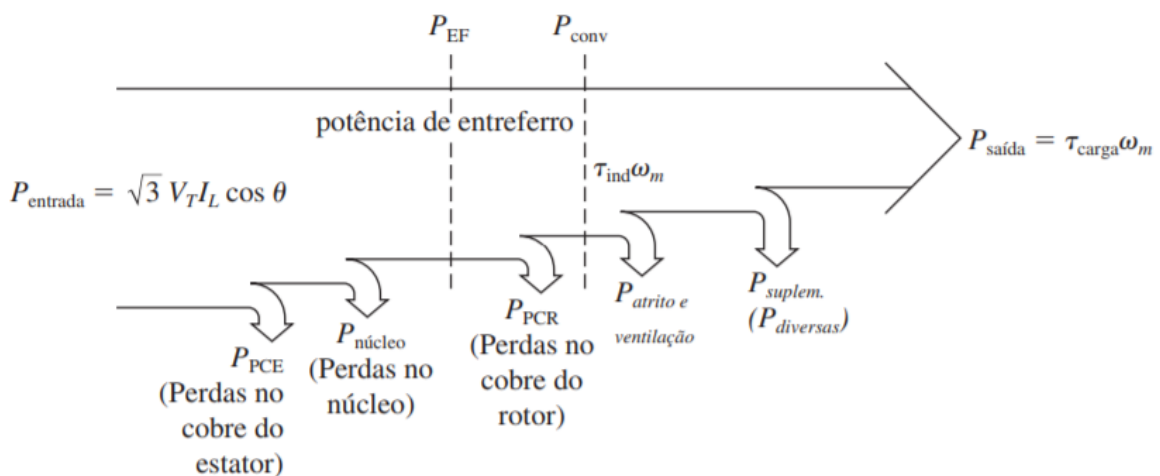 P_EF
P_conv
potência de entreferro
P_saída = τ_carga ω_m
τ_ind ω_m
P_entrada = √3 V_T I_L cos θ
P_PCE
(Perdas no
cobre do
estator)
P_núcleo
(Perdas no
núcleo)
P_PCR
(Perdas no
cobre do
rotor)
P_atrito e
ventilação
P_suplem.
(P_diversas)